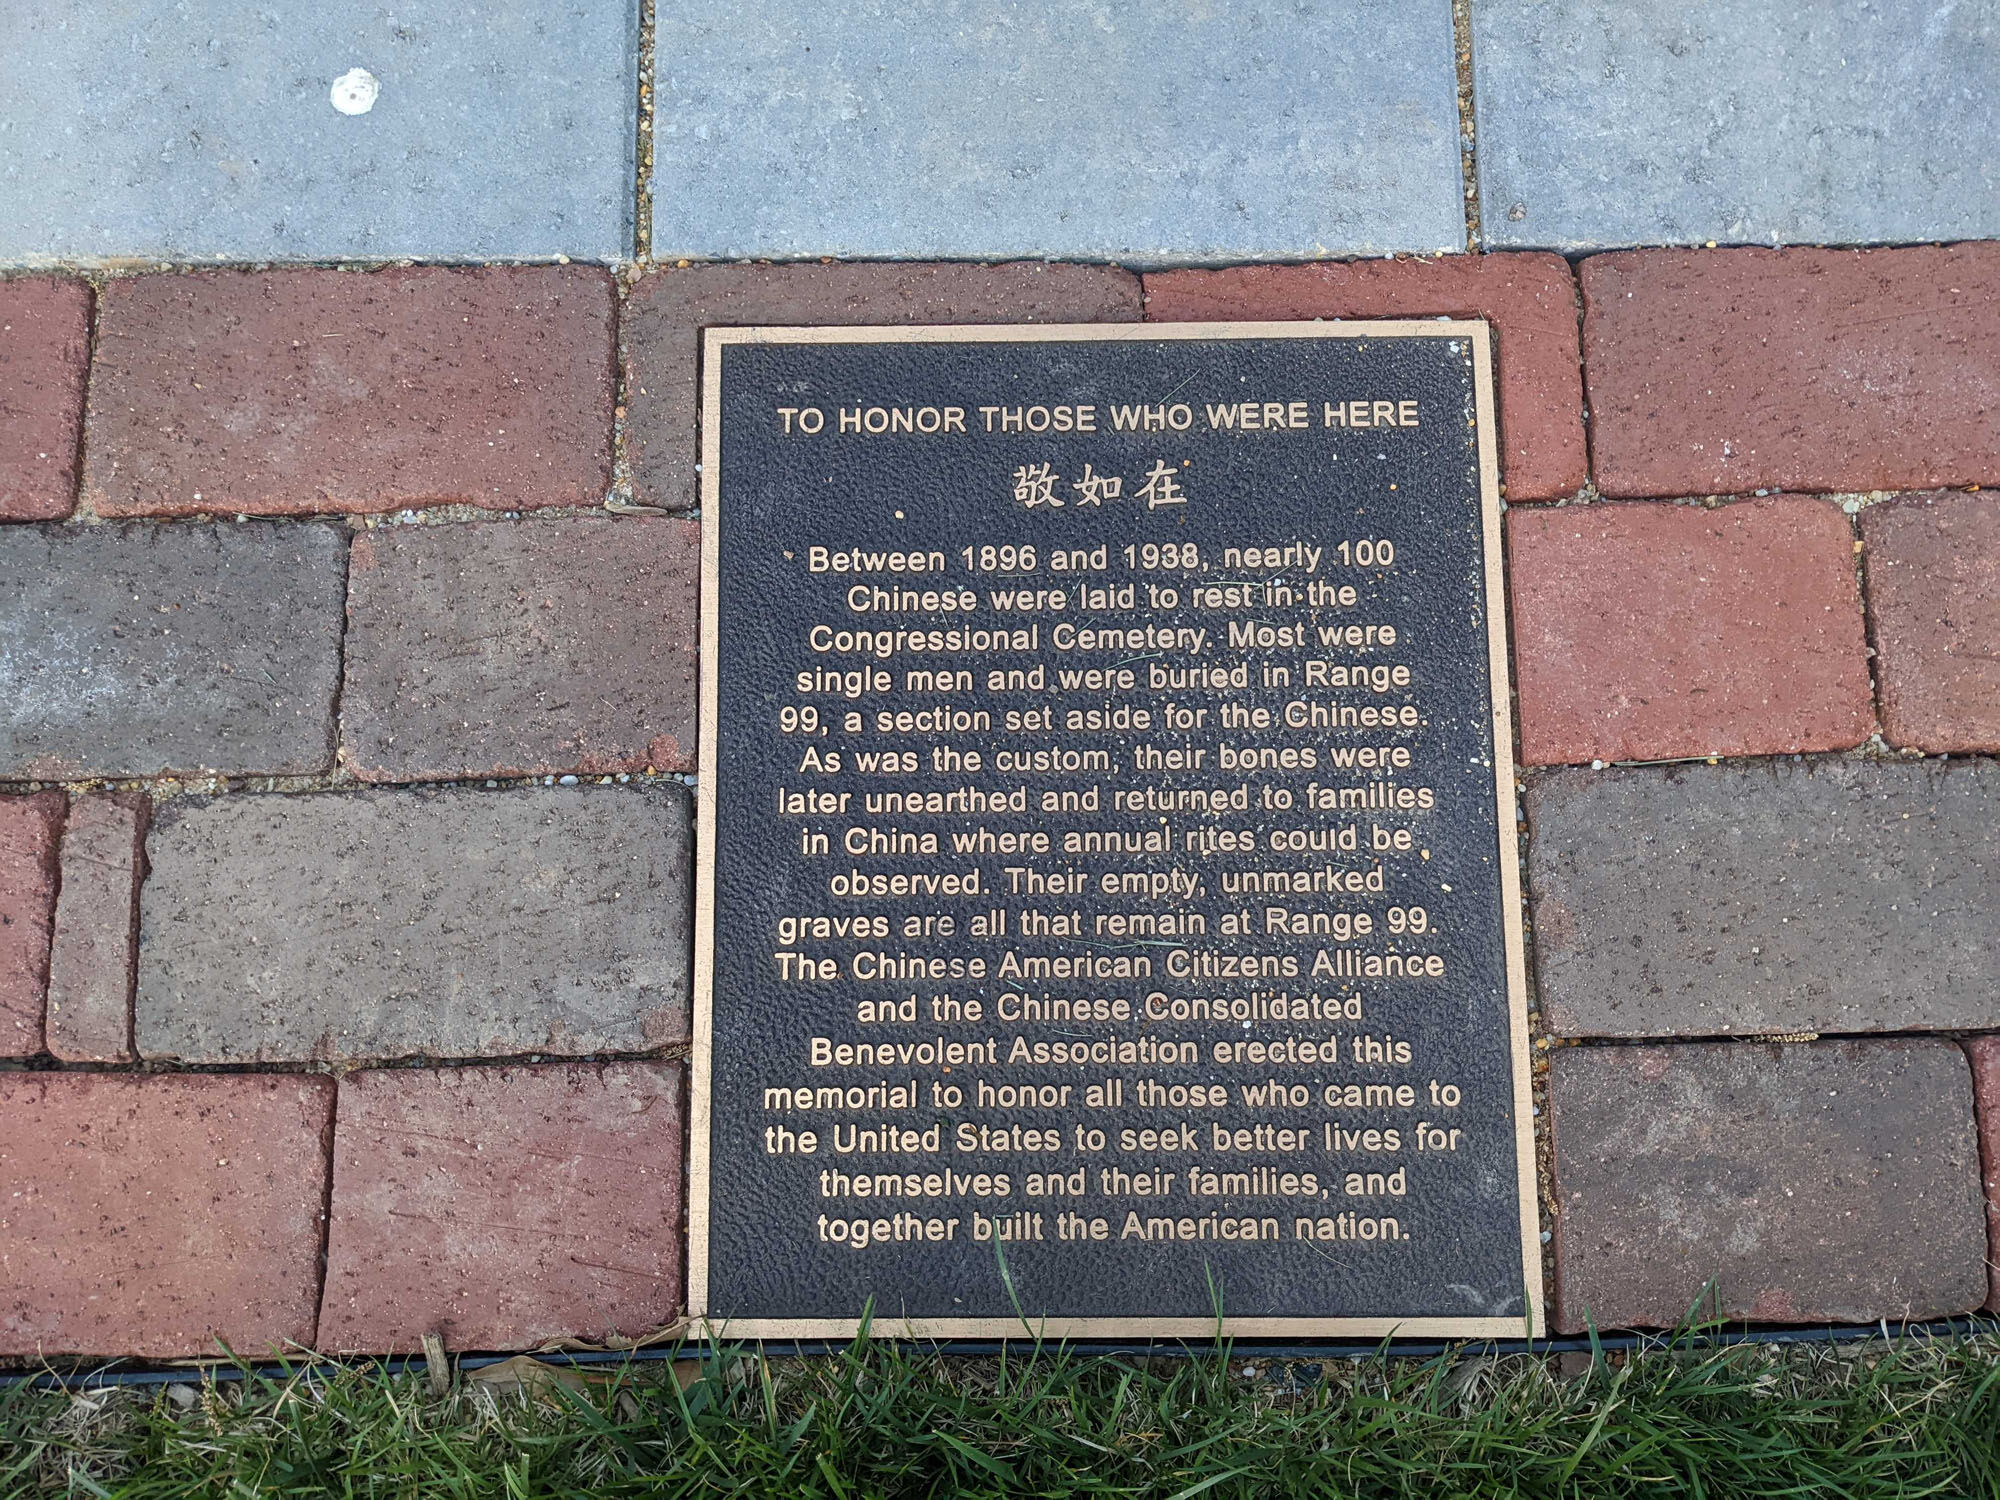 TO HONOR THOSE WHO WERE HERE
敬如在
Between 1896 and 1938, nearly 100
Chinese were laid to rest in the
Congressional Cemetery. Most were
single men and were buried in Range
99, a section set aside for the Chinese.
As was the custom, their bones were
later unearthed and returned to families
in China where annual rites could be
observed. Their empty, unmarked
graves are all that remain at Range 99.
The Chinese American Citizens Alliance
and the Chinese Consolidated
Benevolent Association erected this
memorial to honor all those who came to
the United States to seek better lives for
themselves and their families, and
together built the American nation.